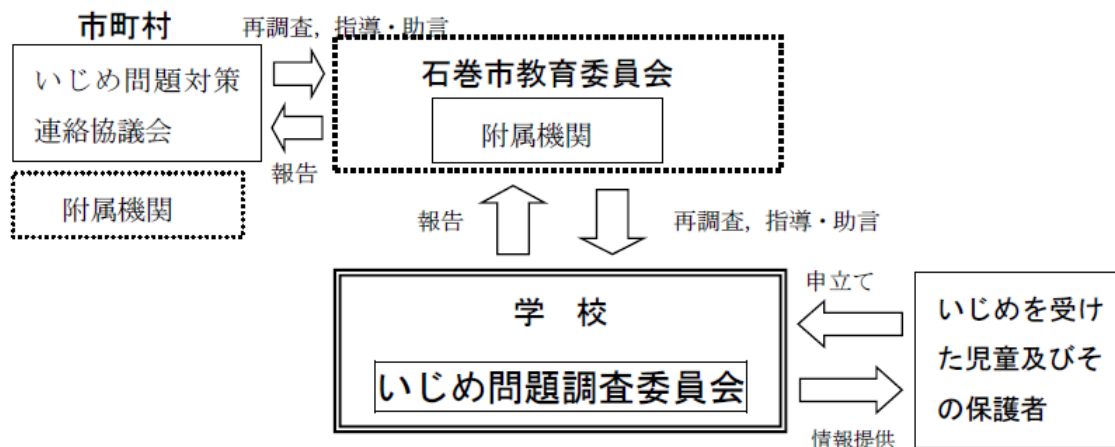 市町村
再調査，指導・助言
いじめ問題対策
連絡協議会
石巻市教育委員会
附属機関
報告
附属機関
報告
再調査，指導・助言
学　校
いじめ問題調査委員会
申立て
情報提供
いじめを受け
た児童及びそ
の保護者